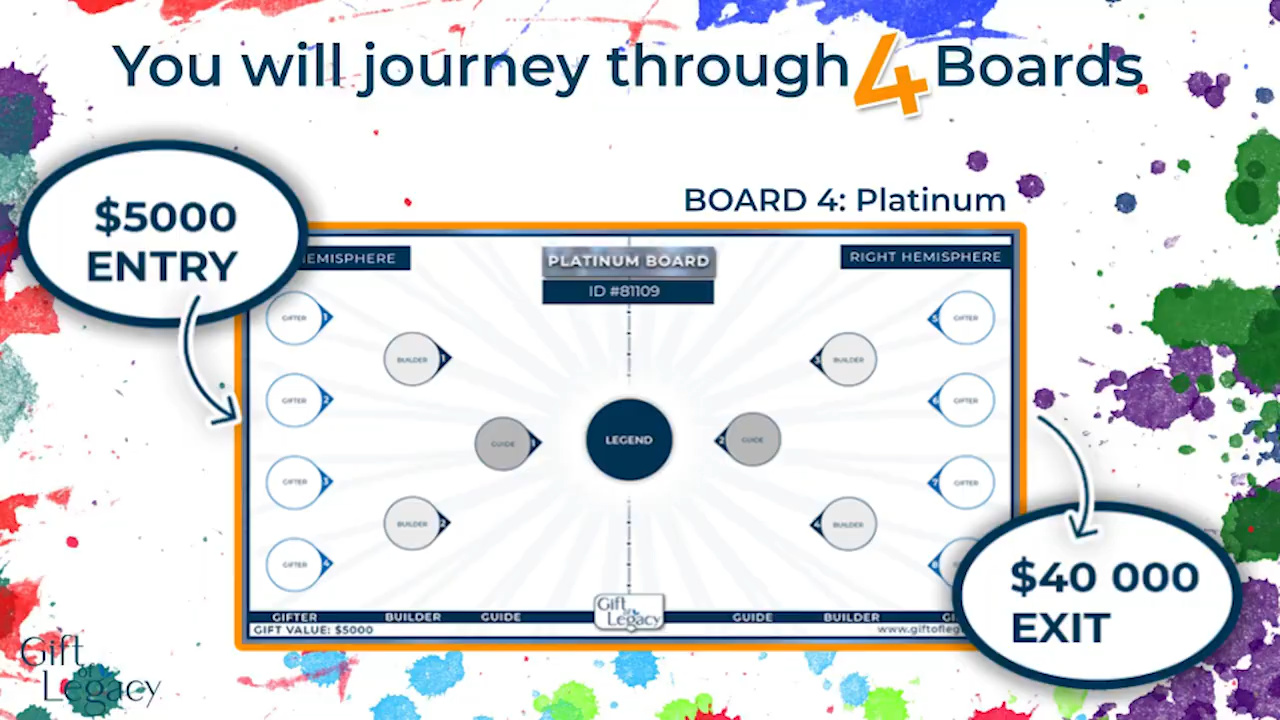 You will journey through 4 Boards
$5000
ENTRY
BOARD 4: Platinum
EMISPHERE
PLATINUM BOARD
RIGHT HEMISPHERE
ID #81109
GIFTER 1
5 GIFTER
BUILDER 1
3 BUILDER
GIFTER 2
6 GIFTER
GUIDE 1
LEGEND
2 GUIDE
GIFTER 3
7 GIFTER
BUILDER 2
4 BUILDER
GIFTER 4
8
$40 000
EXIT
GIFTER BUILDER GUIDE
Gift of Legacy
GUIDE BUILDER GI
GIFT VALUE: $5000
www.giftofleg
Gift
of
Legacy